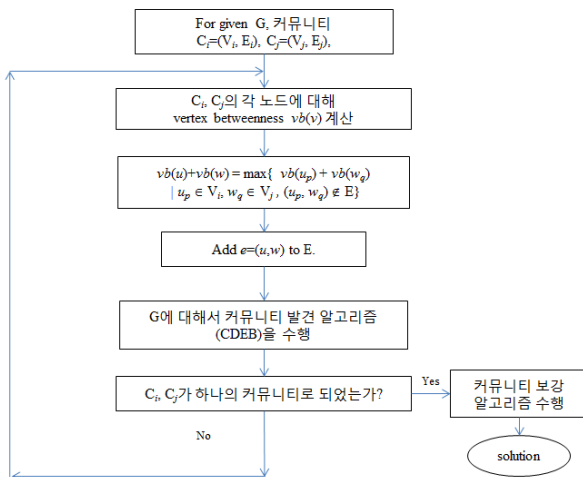 For given G, 커뮤니티
Ci=(Vi, Ei), Cj=(Vj, Ej),
Ci, Cj의 각 노드에 대해
vertex betweenness vb(v) 계산
vb(u)+vb(w) = max{ vb(up) + vb(wq)
| up ∈ Vi, wq ∈ Vj , (up, wq) ∉ E}
Add e=(u,w) to E.
G에 대해서 커뮤니티 발견 알고리즘
(CDEB)을 수행
Ci, Cj가 하나의 커뮤니티로 되었는가?
Yes
커뮤니티 보강
알고리즘 수행
No
solution